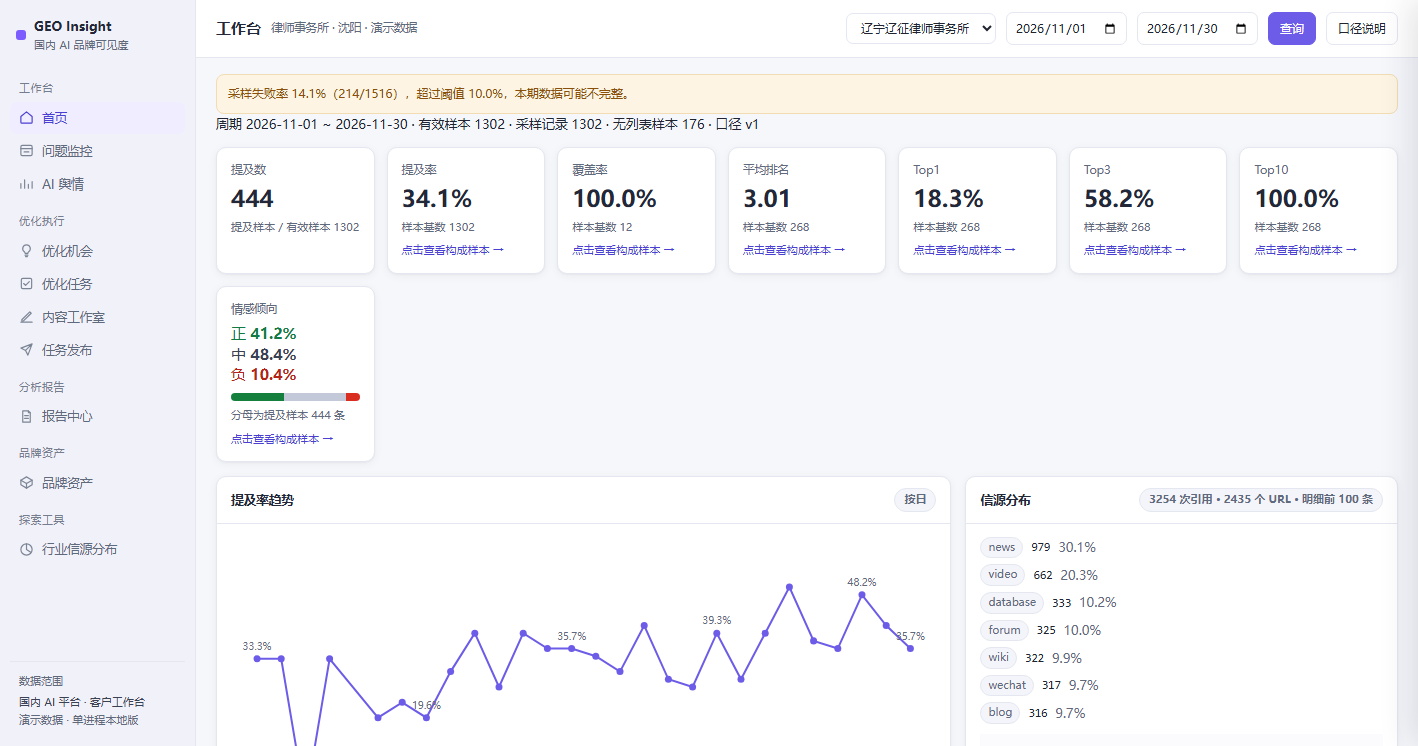 GEO Insight
国内 AI 品牌可见度
工作台
首页
问题监控
AI 舆情
优化执行
优化机会
优化任务
内容工作室
任务发布
分析报告
报告中心
品牌资产
品牌资产
探索工具
行业信源分布
数据范围
国内 AI 平台 · 客户工作台
演示数据 · 单进程本地版
工作台 律师事务所 · 沈阳 · 演示数据
辽宁辽征律师事务所 2026/11/01 2026/11/30 查询 口径说明
采样失败率 14.1%（214/1516），超过阈值 10.0%，本期数据可能不完整。
周期 2026-11-01 ~ 2026-11-30 · 有效样本 1302 · 采样记录 1302 · 无列表样本 176 · 口径 v1
提及数
444
提及样本 / 有效样本 1302
提及率
34.1%
样本基数 1302
点击查看构成样本 →
覆盖率
100.0%
样本基数 12
点击查看构成样本 →
平均排名
3.01
样本基数 268
点击查看构成样本 →
Top1
18.3%
样本基数 268
点击查看构成样本 →
Top3
58.2%
样本基数 268
点击查看构成样本 →
Top10
100.0%
样本基数 268
点击查看构成样本 →
情感倾向
正 41.2%
中 48.4%
负 10.4%
分母为提及样本 444 条
点击查看构成样本 →
提及率趋势 按日
33.3%
19.6%
35.7%
39.3%
48.2%
35.7%
信源分布 3254 次引用 • 2435 个 URL • 明细前 100 条
news 979 30.1%
video 662 20.3%
database 333 10.2%
forum 325 10.0%
wiki 322 9.9%
wechat 317 9.7%
blog 316 9.7%